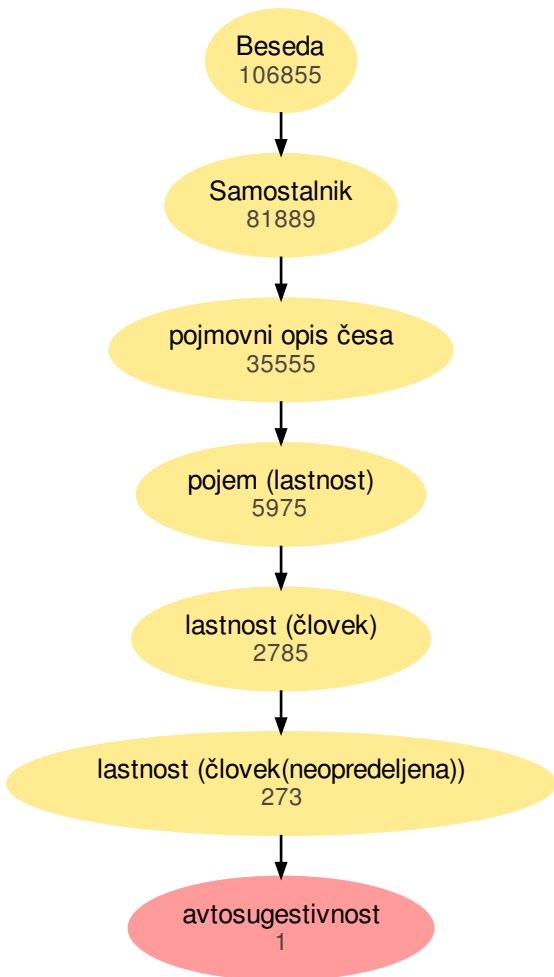 Beseda
106855
Samostalnik
81889
pojmovni opis česa
35555
pojem (lastnost)
5975
lastnost (človek)
2785
lastnost (človek(neopredeljena))
273
avtosugestivnost
1